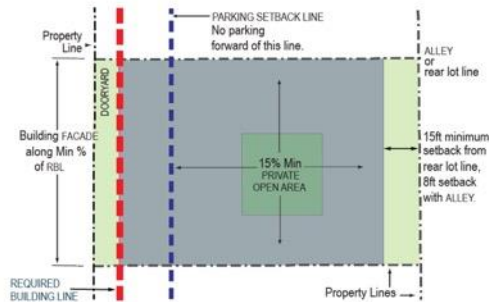 Property
Line
PARKING SETBACK LINE
No parking
forward of this line.
ALLEY
or
rear lot line
DOORYARD
Building FACADE
along Min %
of RBL
15% Min
PRIVATE
OPEN AREA
15ft minimum
setback from
rear lot line,
8ft setback
with ALLEY.
REQUIRED
BUILDING LINE
Property Lines